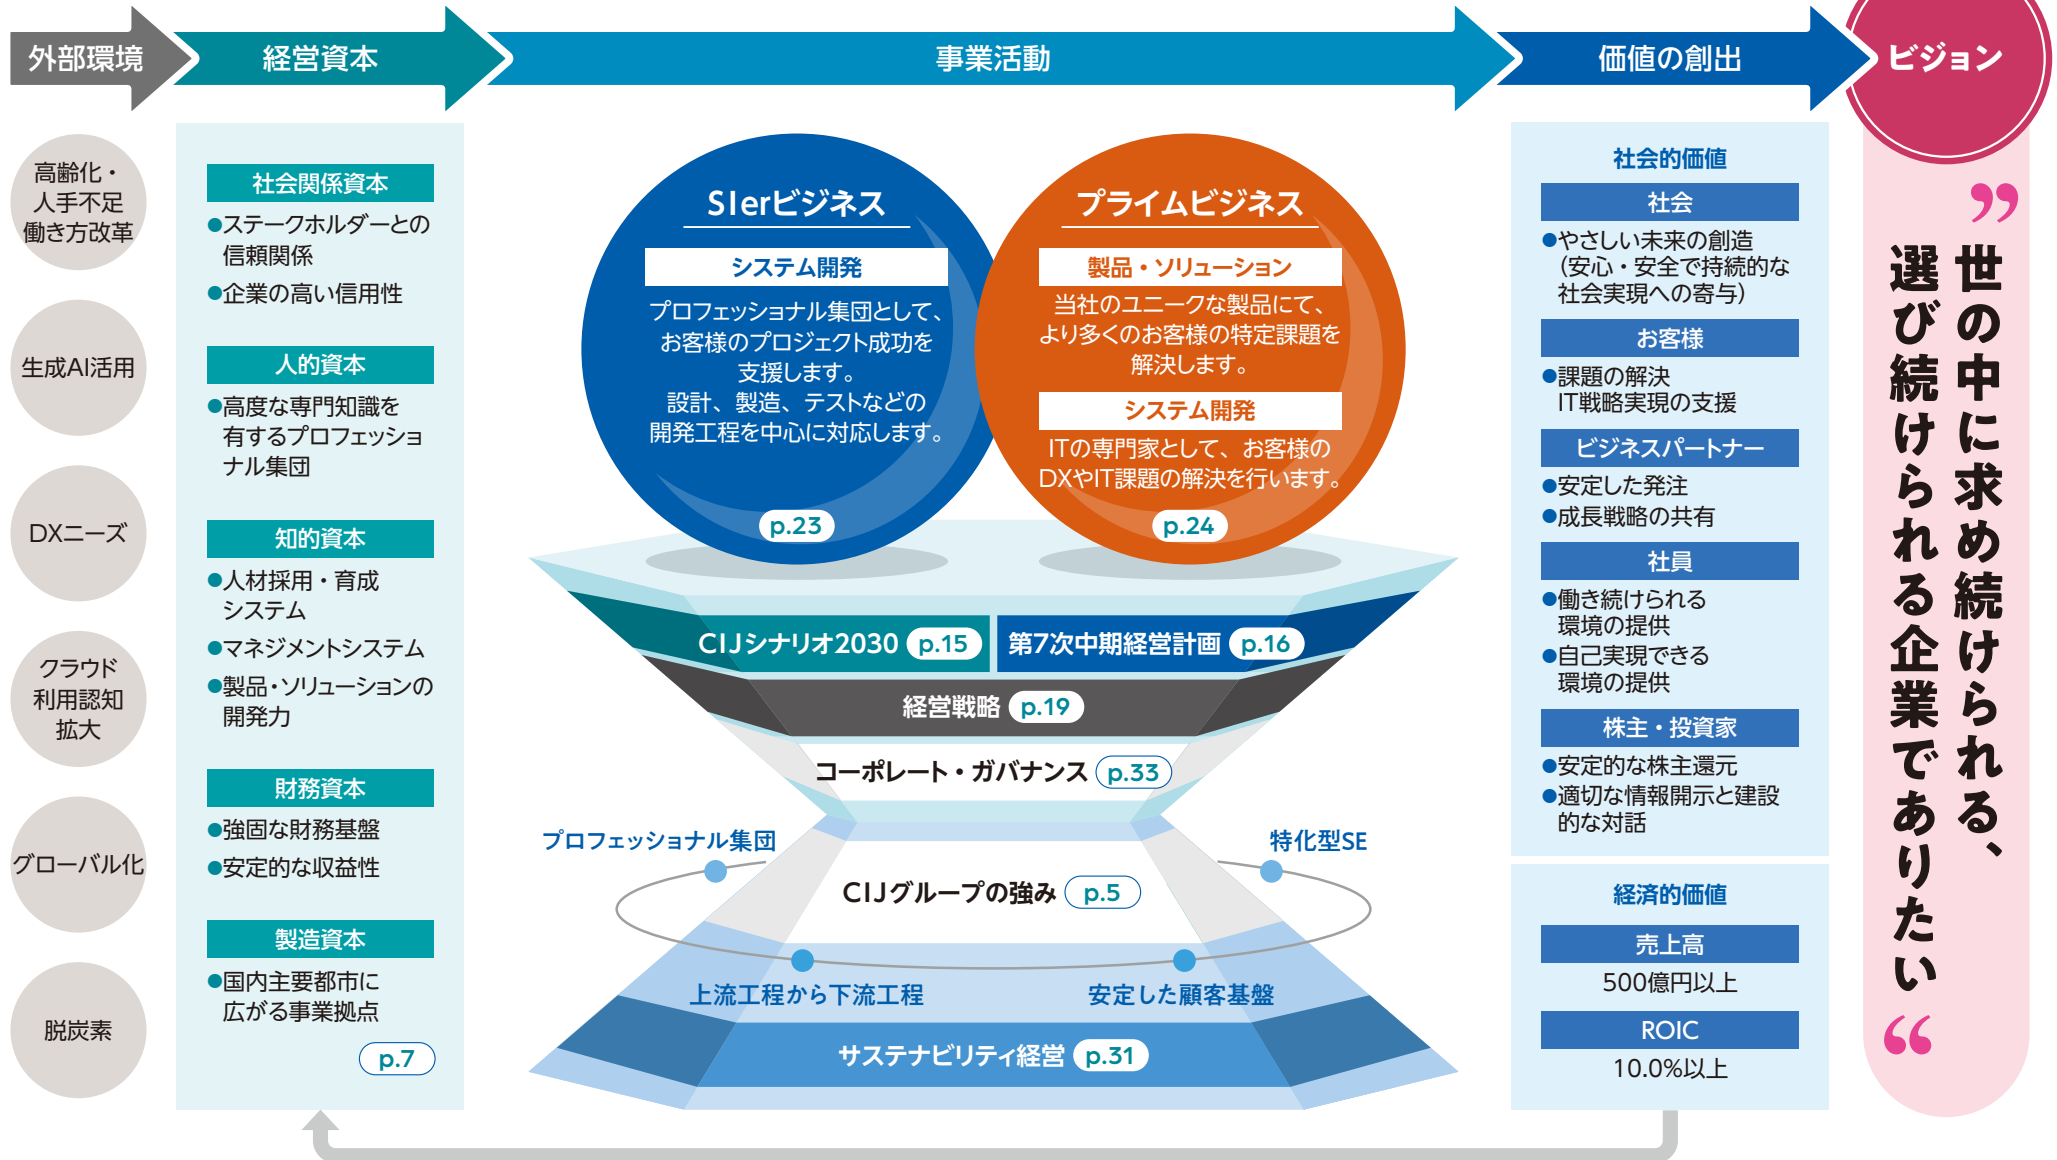 外部環境
経営資本
事業活動
価値の創出
ビジョン
高齢化・
人手不足
働き方改革
生成AI活用
DXニーズ
クラウド
利用認知
拡大
グローバル化
脱炭素
社会関係資本
●ステークホルダーとの
信頼関係
●企業の高い信用性
人的資本
●高度な専門知識を
有するプロフェッショ
ナル集団
知的資本
●人材採用・育成
システム
●マネジメントシステム
●製品・ソリューションの
開発力
財務資本
●強固な財務基盤
●安定的な収益性
製造資本
●国内主要都市に
広がる事業拠点
p.7
SIerビジネス
システム開発
プロフェッショナル集団として、
お客様のプロジェクト成功を
支援します。
設計、製造、テストなどの
開発工程を中心に対応します。
p.23
プライムビジネス
製品・ソリューション
当社のユニークな製品にて、
より多くのお客様の特定課題を
解決します。
システム開発
ITの専門家として、お客様の
DXやIT課題の解決を行います。
p.24
CIJシナリオ2030 p.15
第7次中期経営計画 p.16
経営戦略 p.19
コーポレート・ガバナンス p.33
プロフェッショナル集団
特化型SE
CIJグループの強み p.5
上流工程から下流工程
安定した顧客基盤
サステナビリティ経営 p.31
社会的価値
社会
●やさしい未来の創造
（安心・安全で持続的な
社会実現への寄与）
お客様
●課題の解決
IT戦略実現の支援
ビジネスパートナー
●安定した発注
●成長戦略の共有
社員
●働き続けられる
環境の提供
●自己実現できる
環境の提供
株主・投資家
●安定的な株主還元
●適切な情報開示と建設
的な対話
経済的価値
売上高
500億円以上
ROIC
10.0%以上
”
世の中に求め続けられる、
選び続けられる企業でありたい
“